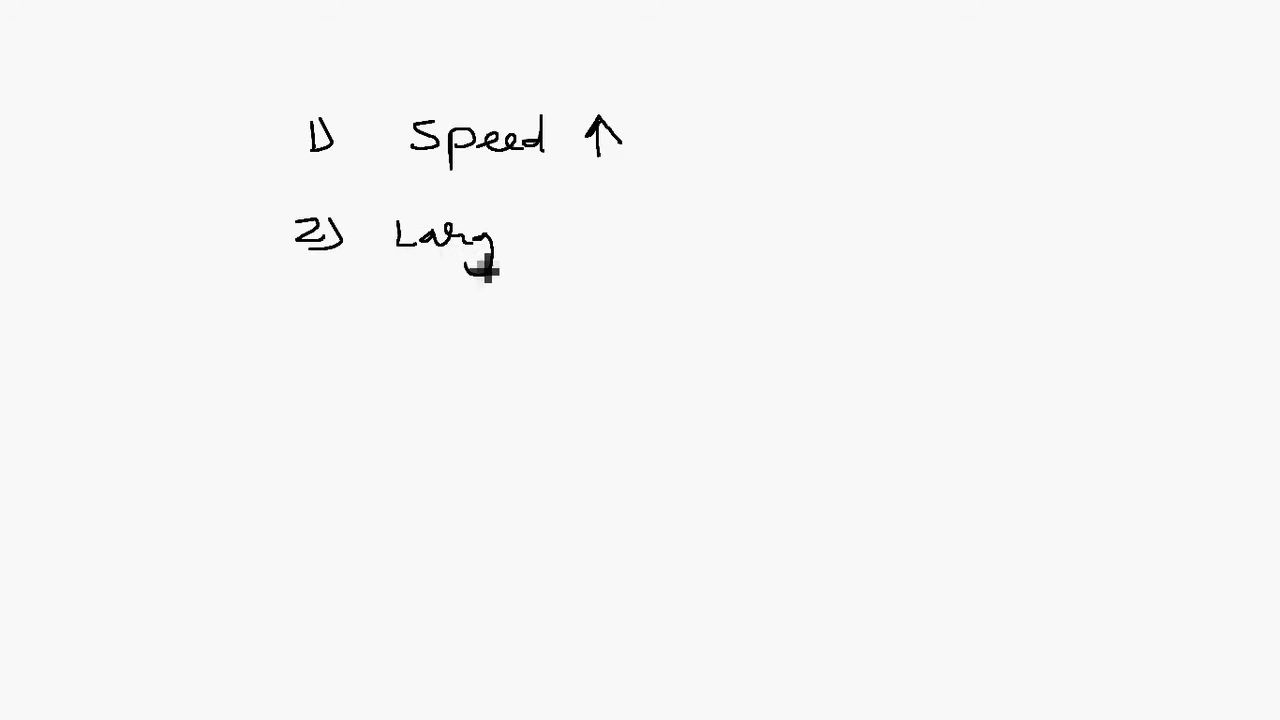 1) Speed ↑
2) Larg